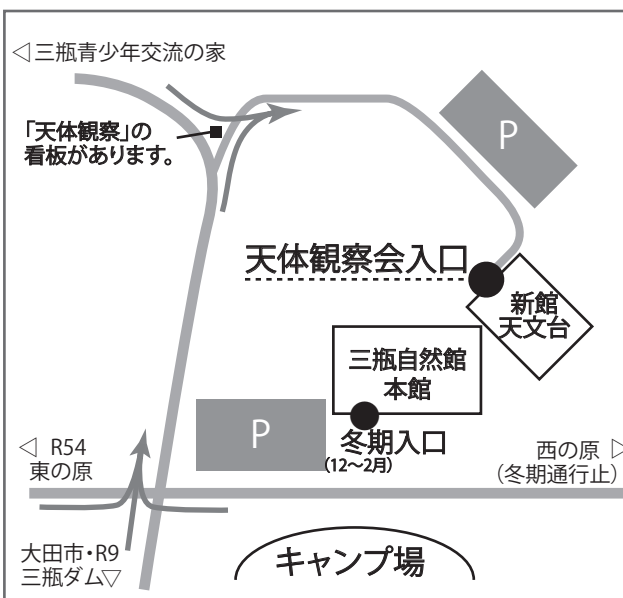 ◁三瓶青少年交流の家
「天体観察」の
看板があります。
P
天体観察会入口
新館
天文台
三瓶自然館
本館
P
冬期入口
(12〜2月)
◁ R54
東の原
西の原 ▷
(冬期通行止)
大田市・R9
三瓶ダム▽
キャンプ場